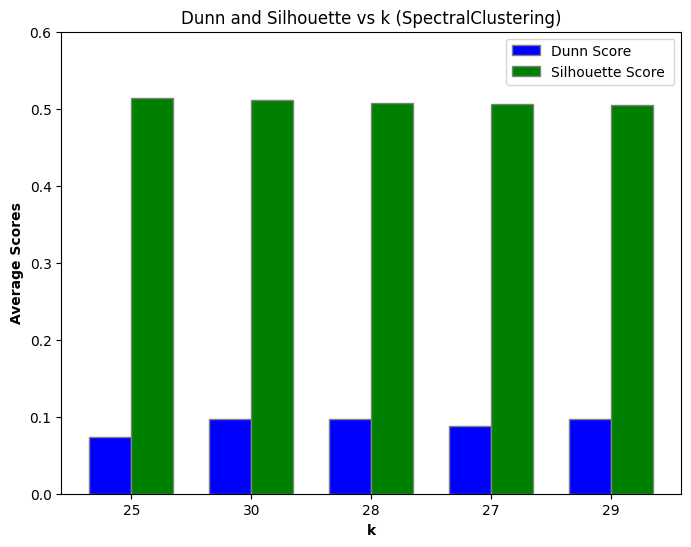 Dunn and Silhouette vs k (SpectralClustering)
Dunn Score
Silhouette Score
Average Scores
0.6
0.5
0.4
0.3
0.2
0.1
0.0
25 30 28 27 29
k